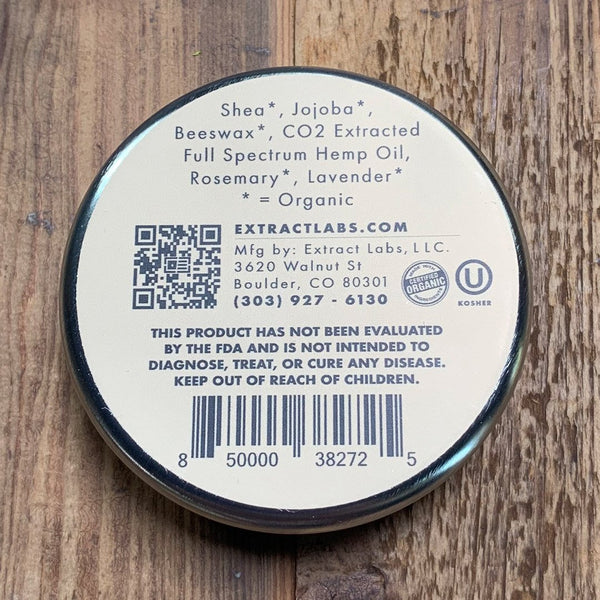 Shea*, Jojoba*,
Beeswax*, CO2 Extracted
Full Spectrum Hemp Oil,
Rosemary*, Lavender*
* = Organic
EXTRACTLABS.COM
Mfg by: Extract Labs, LLC.
3620 Walnut St
Boulder, CO 80301
(303) 927 - 6130
MADE WITH
CERTIFIED
ORGANIC
INGREDIENTS
U
KOSHER
THIS PRODUCT HAS NOT BEEN EVALUATED
BY THE FDA AND IS NOT INTENDED TO
DIAGNOSE, TREAT, OR CURE ANY DISEASE.
KEEP OUT OF REACH OF CHILDREN.
8 50000 38272 5